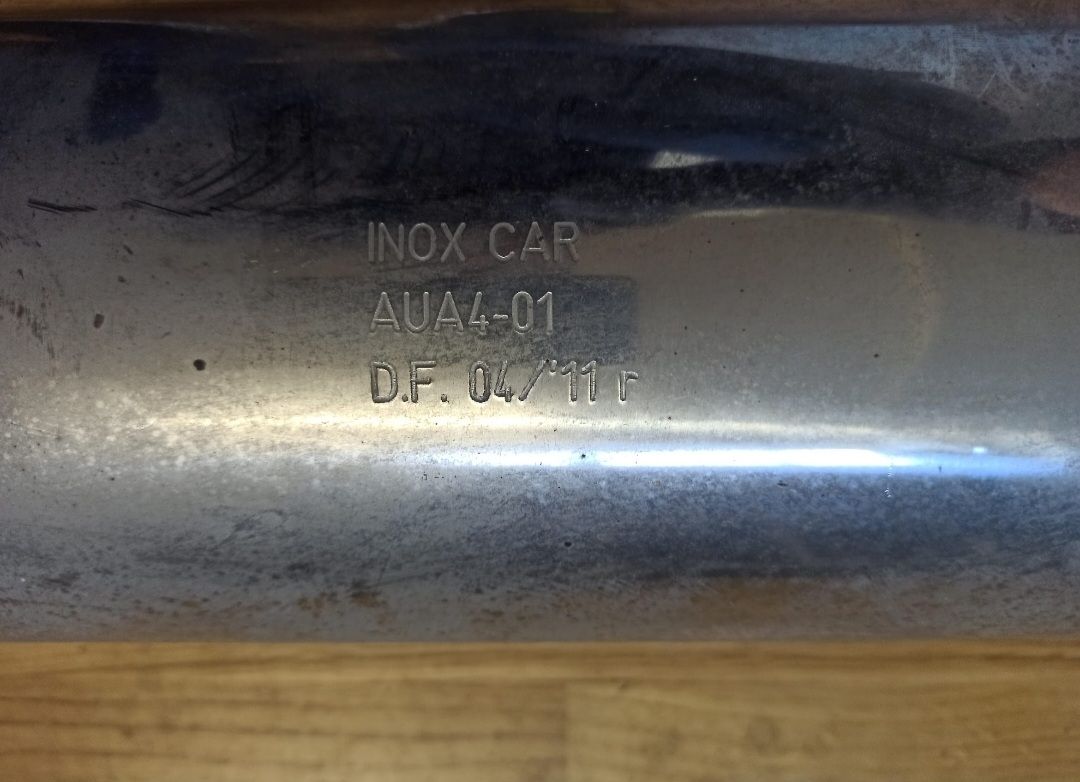 INOX CAR
AUA4-01
D.F. 04/'11 r